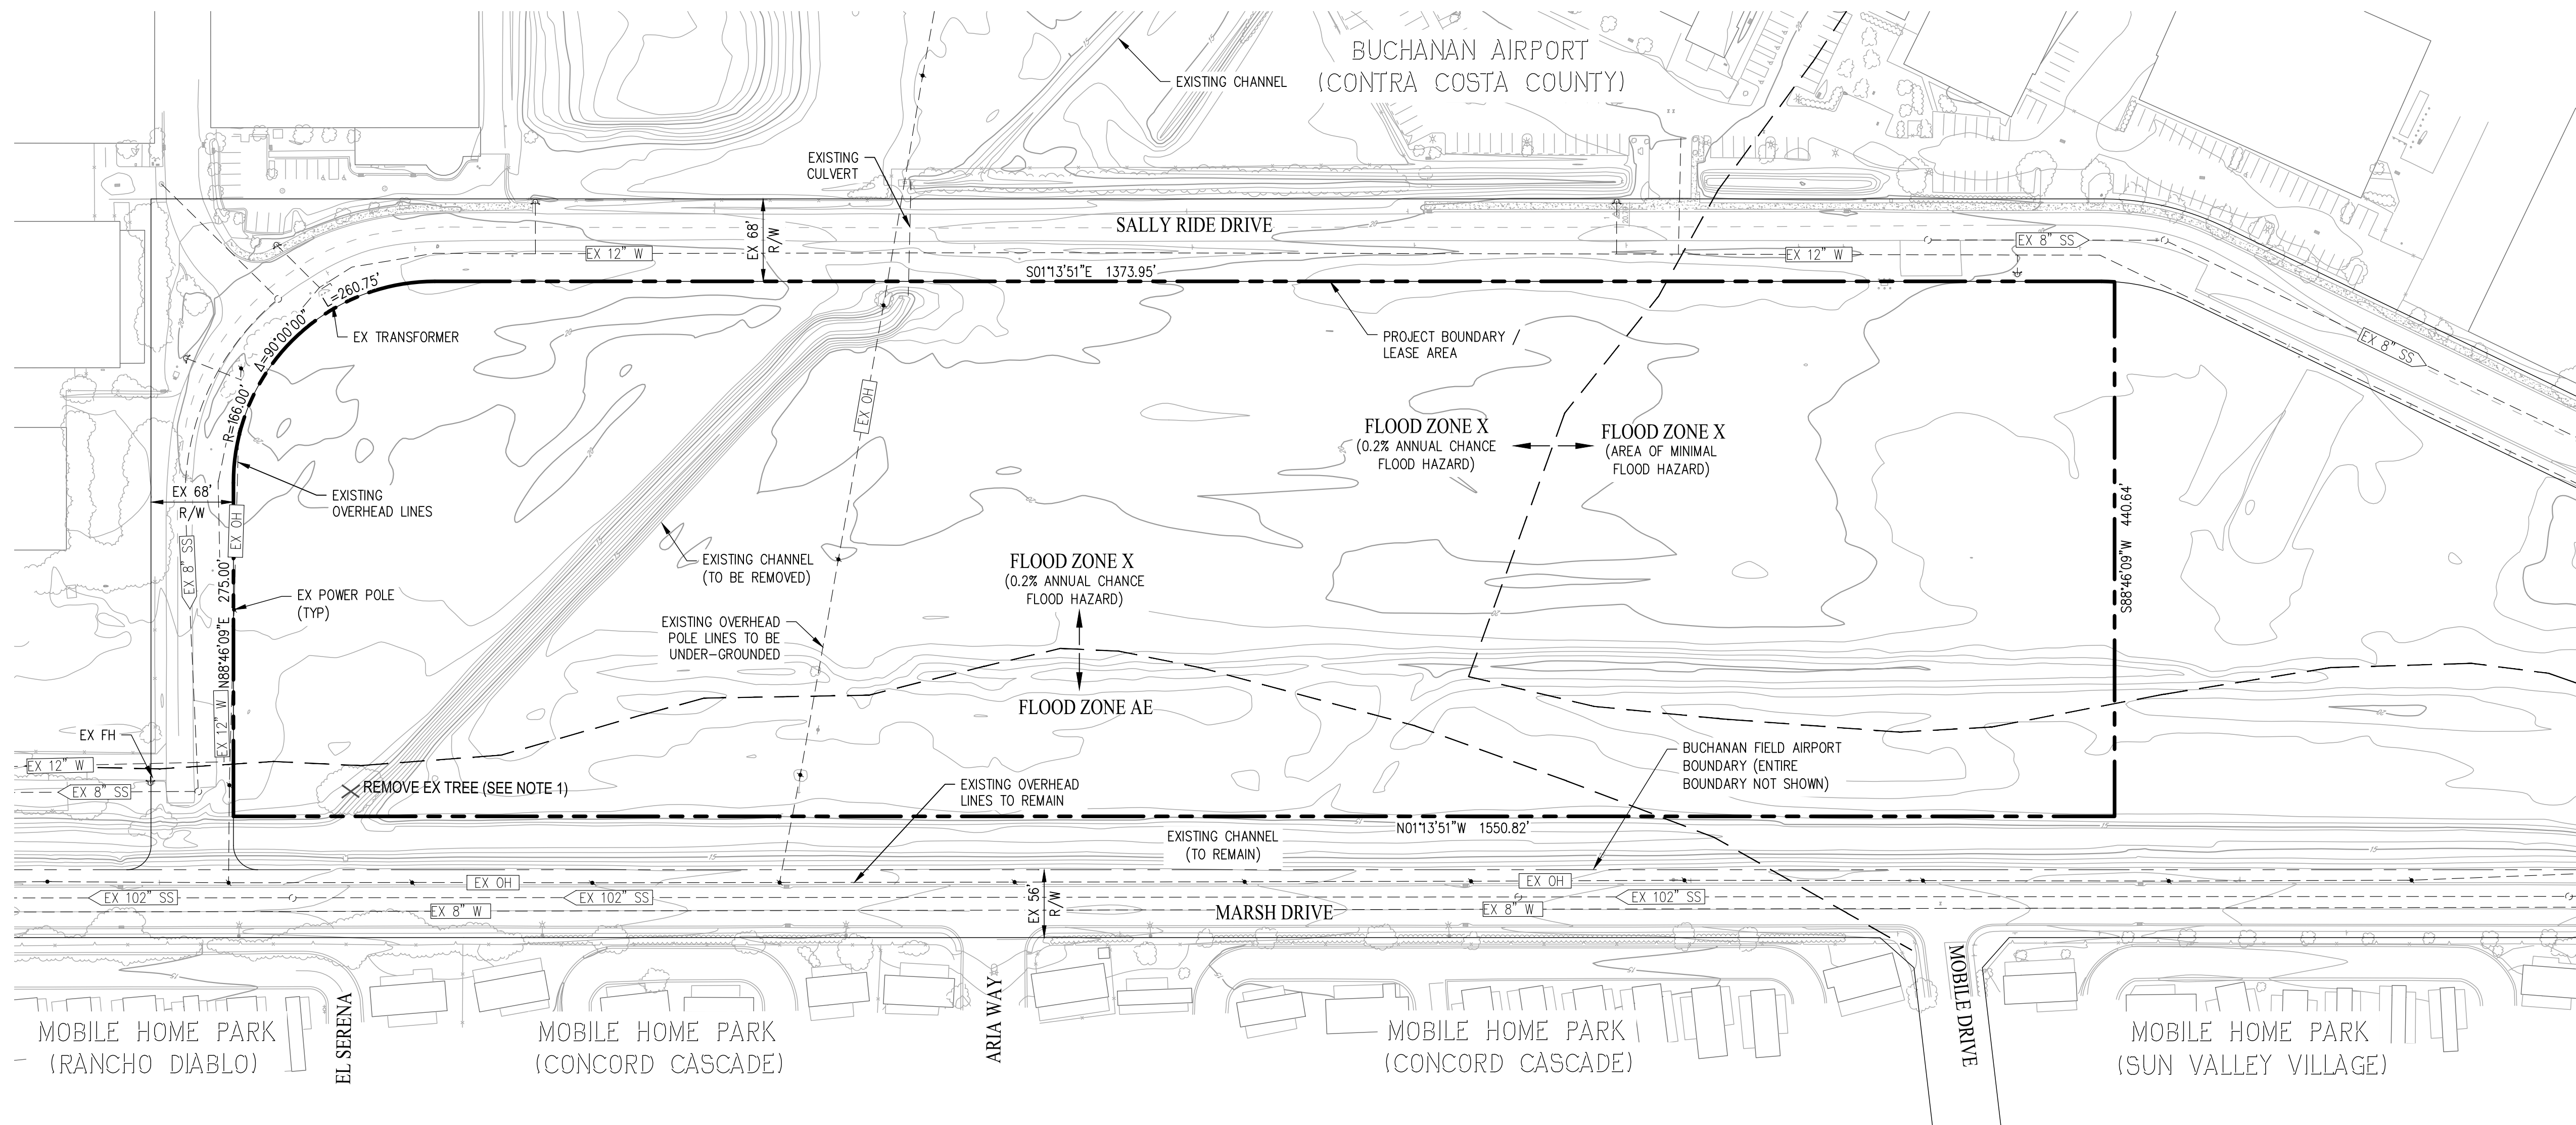 BUCHANAN AIRPORT
(CONTRA COSTA COUNTY)
EXISTING CHANNEL
EXISTING
CULVERT
SALLY RIDE DRIVE
EX 68'
R/W
EX 12" W
EX 12" W
EX 8" SS
EX 8" SS
S01°13'51"E 1373.95'
L=260.75'
Δ=90°00'00"
R=166.00'
EX TRANSFORMER
PROJECT BOUNDARY /
LEASE AREA
EX OH
FLOOD ZONE X
(0.2% ANNUAL CHANCE
FLOOD HAZARD)
FLOOD ZONE X
(AREA OF MINIMAL
FLOOD HAZARD)
EX 68'
R/W
EXISTING
OVERHEAD LINES
EX OH
EX 8" SS
N88°46'09"E 275.00'
S88°46'09"W 440.64'
EXISTING CHANNEL
(TO BE REMOVED)
FLOOD ZONE X
(0.2% ANNUAL CHANCE
FLOOD HAZARD)
EX POWER POLE
(TYP)
EXISTING OVERHEAD
POLE LINES TO BE
UNDER-GROUNDED
FLOOD ZONE AE
EX 12" W
EX FH
EX 12" W
EX 8" SS
REMOVE EX TREE (SEE NOTE 1)
EXISTING OVERHEAD
LINES TO REMAIN
BUCHANAN FIELD AIRPORT
BOUNDARY (ENTIRE
BOUNDARY NOT SHOWN)
N01°13'51"W 1550.82'
EXISTING CHANNEL
(TO REMAIN)
EX OH
EX OH
EX 102" SS
EX 102" SS
EX 102" SS
EX 8" W
EX 8" W
EX 56'
R/W
MARSH DRIVE
EL SERENA
ARIA WAY
MOBILE DRIVE
MOBILE HOME PARK
(RANCHO DIABLO)
MOBILE HOME PARK
(CONCORD CASCADE)
MOBILE HOME PARK
(CONCORD CASCADE)
MOBILE HOME PARK
(SUN VALLEY VILLAGE)